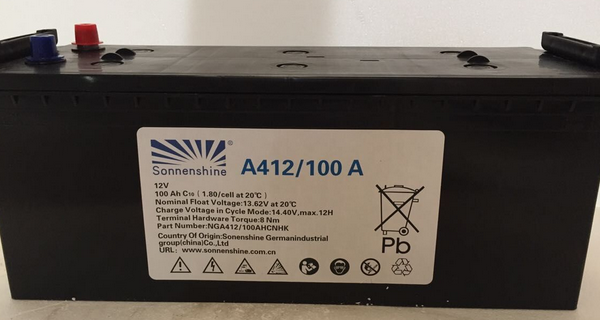 Sonnenshine®
A412/100 A
12V
100 Ah C10 ( 1.80/cell at 20℃)
Nominal Float Voltage:13.62V at 20℃
Charge Voltage in Cycle Mode:14.40V,max.12H
Terminal Hardware Torque:8 Nm
Part Number:NGA412/100AHCNHK
Country Of Origin:Sonenshine Germanindustrial
group(china)Co.,Ltd
URL: www.sonnenshine.com.cn
Pb